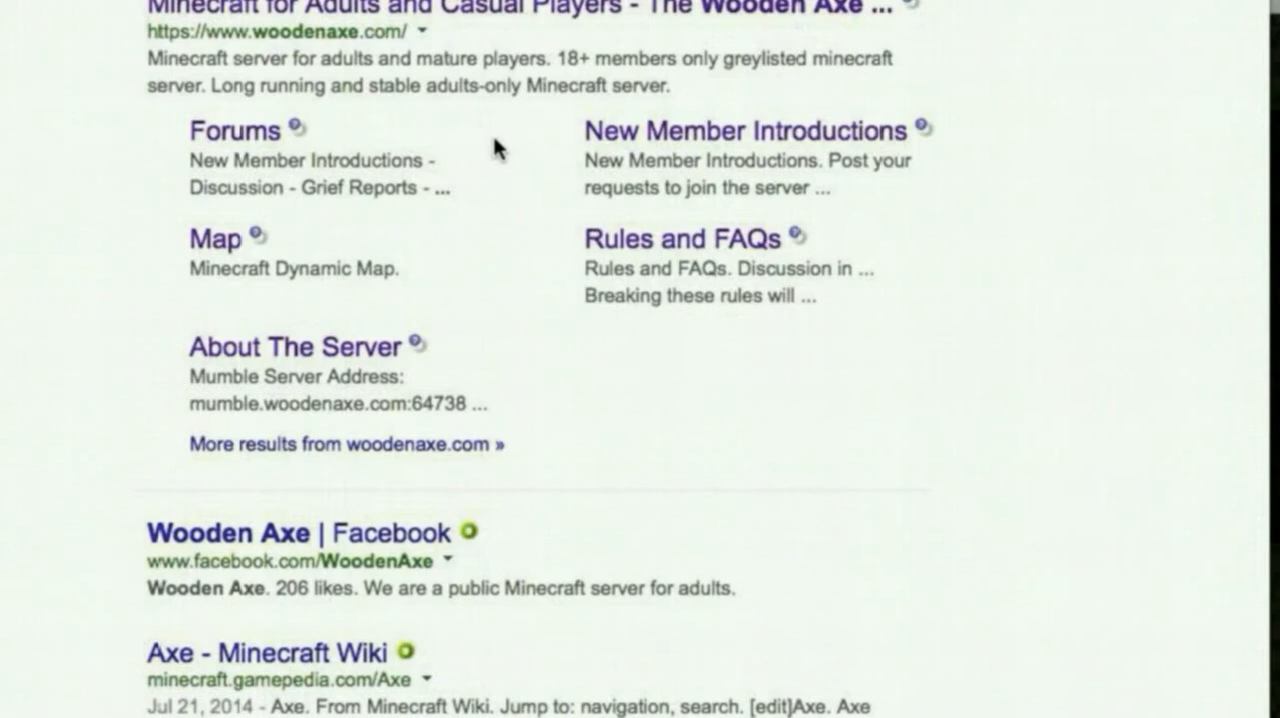 Minecraft for Adults and Casual Players - The Wooden Axe ...
https://www.woodenaxe.com/
Minecraft server for adults and mature players. 18+ members only greylisted minecraft
server. Long running and stable adults-only Minecraft server.
Forums
New Member Introductions -
Discussion - Grief Reports - ...
New Member Introductions
New Member Introductions. Post your
requests to join the server ...
Map
Minecraft Dynamic Map.
Rules and FAQs
Rules and FAQs. Discussion in ...
Breaking these rules will ...
About The Server
Mumble Server Address:
mumble.woodenaxe.com:64738 ...
More results from woodenaxe.com »
Wooden Axe | Facebook
www.facebook.com/WoodenAxe
Wooden Axe. 206 likes. We are a public Minecraft server for adults.
Axe - Minecraft Wiki
minecraft.gamepedia.com/Axe
Jul 21, 2014 - Axe. From Minecraft Wiki. Jump to: navigation, search. [edit]Axe. Axe